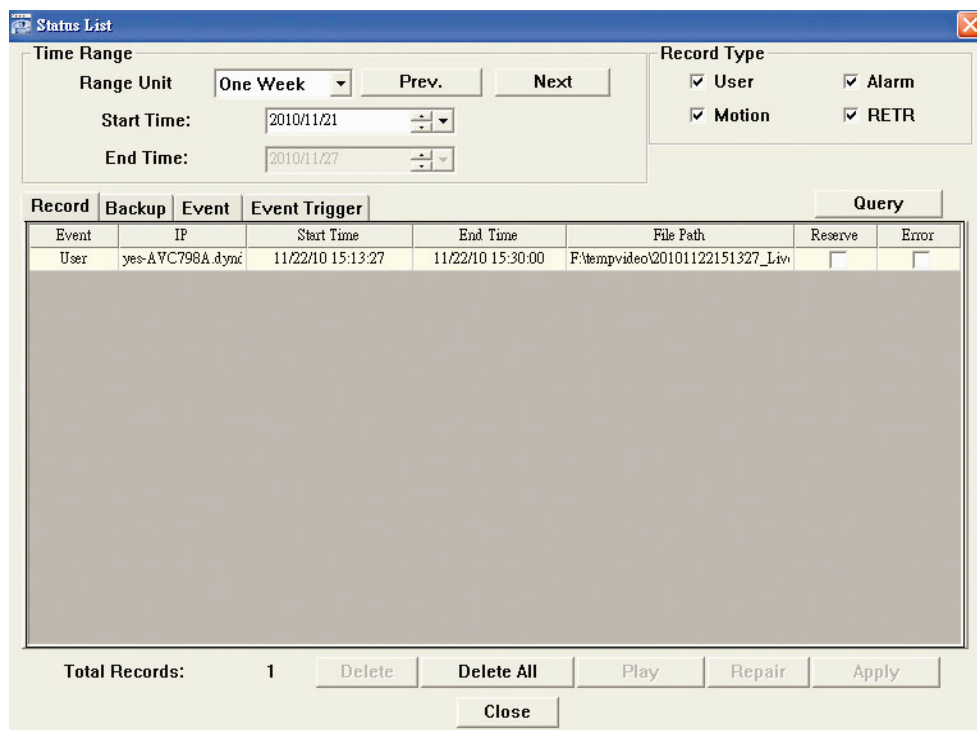 Status List
Time Range
Record Type
Range Unit One Week Prev. Next
User Alarm
Start Time: 2010/11/21
Motion RETR
End Time: 2010/11/27
Record Backup Event Event Trigger Query
Event IP Start Time End Time File Path Reserve Error
User yes-AVC798A.dyn 11/22/10 15:13:27 11/22/10 15:30:00 F:\tempvideo\20101122151327_Liv
Total Records: 1 Delete Delete All Play Repair Apply
Close